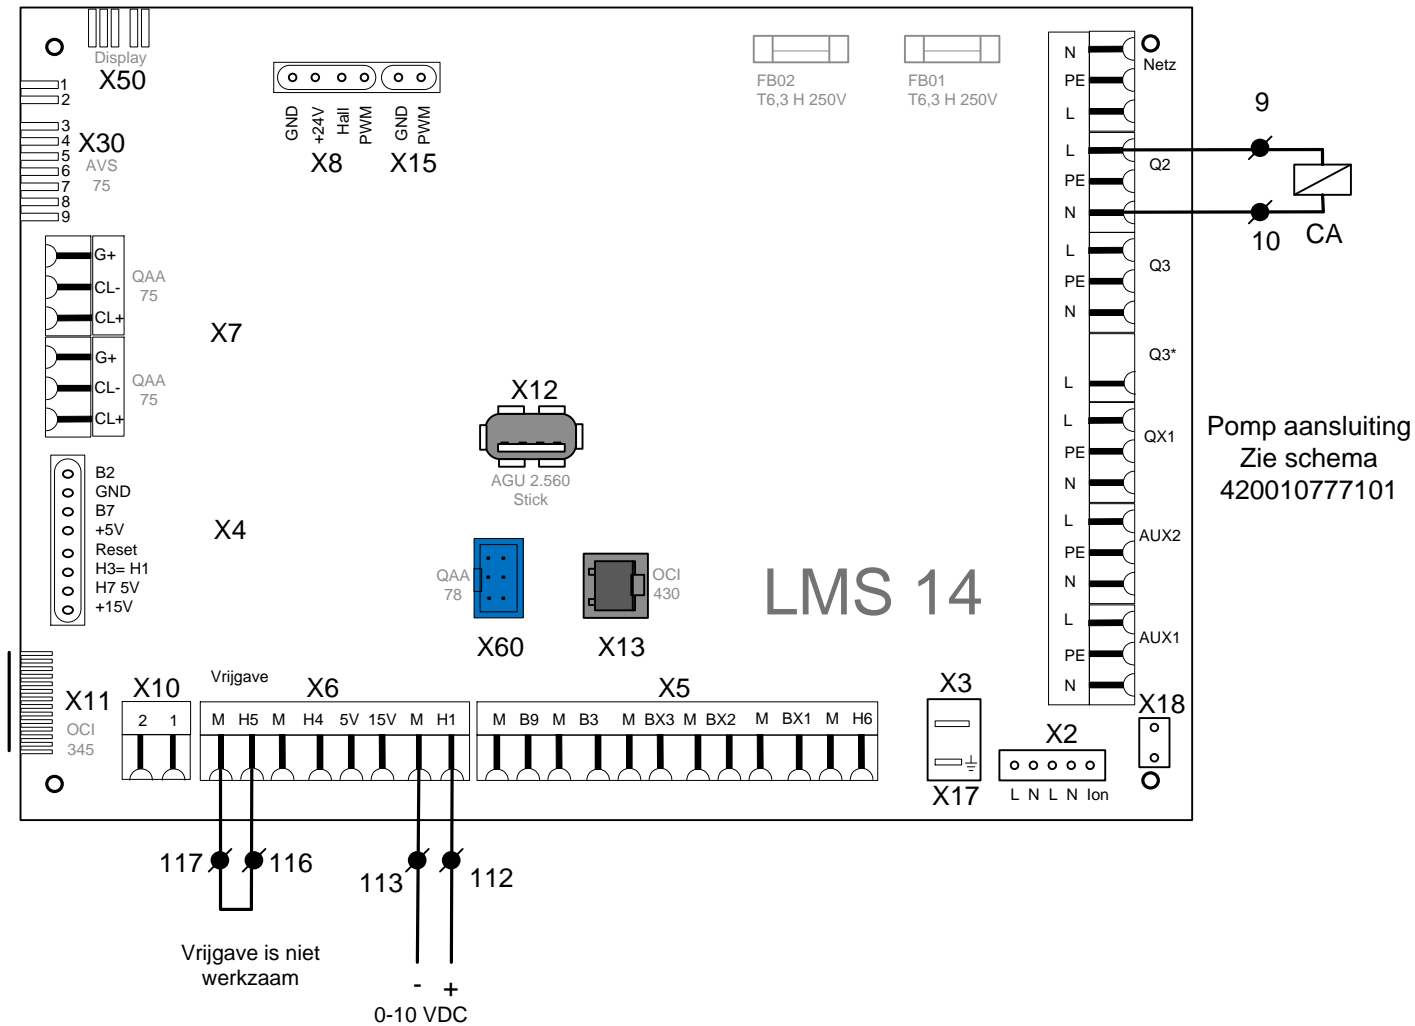 Display
X50
1
2
3
4
5
6
7
8
9
X30
AVS
75
GND
+24V
Hall
PWM
X8
GND
PWM
X15
FB02
T6,3 H 250V
FB01
T6,3 H 250V
N
PE
L
Netz
L
PE
N
Q2
9
10
CA
L
PE
N
Q3
Q3*
L
L
PE
N
QX1
L
PE
N
AUX2
L
PE
N
AUX1
Pomp aansluiting
Zie schema
420010777101
G+
CL-
CL+
QAA
75
G+
CL-
CL+
QAA
75
X7
X12
AGU 2.560
Stick
B2
GND
B7
+5V
Reset
H3= H1
H7 5V
+15V
X4
QAA
78
X60
OCI
430
X13
LMS 14
X11
OCI
345
X10
2 1
Vrijgave
X6
M H5 M H4 5V 15V M H1
X5
M B9 M B3 M BX3 M BX2 M BX1 M H6
X3
X17
X2
L N L N Ion
X18
117
116
113
112
Vrijgave is niet
werkzaam
- +
0-10 VDC